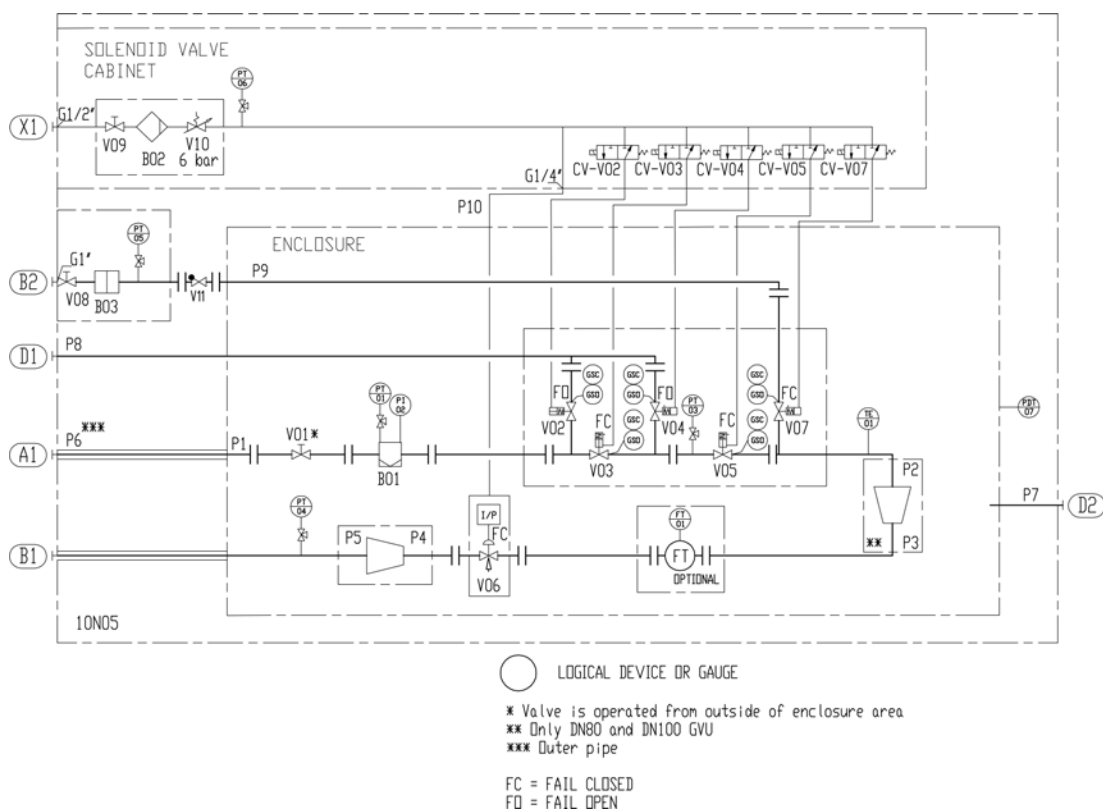 SOLENOID VALVE
CABINET
PT
06
X1
G1/2"
V09
B02
V10
6 bar
CV-V02
CV-V03
CV-V04
CV-V05
CV-V07
G1/4"
P10
PT
05
ENCLOSURE
B2
G1"
V08
B03
V11
P9
D1
P8
GSC
GSO
FO
V02
GSC
GSO
FO
V04
GSC
GSO
FC
V07
PT
01
PI
02
FC
GSC
GSO
PT
03
FC
GSC
GSO
TE
01
PDT
07
A1
***
P6
P1
V01*
B01
V03
V05
P2
P7
D2
PT
04
I/P
FC
FT
01
B1
P5
P4
V06
FT
OPTIONAL
**
P3
10N05
LOGICAL DEVICE OR GAUGE
* Valve is operated from outside of enclosure area
** Only DN80 and DN100 GVU
*** Outer pipe
FC = FAIL CLOSED
FO = FAIL OPEN